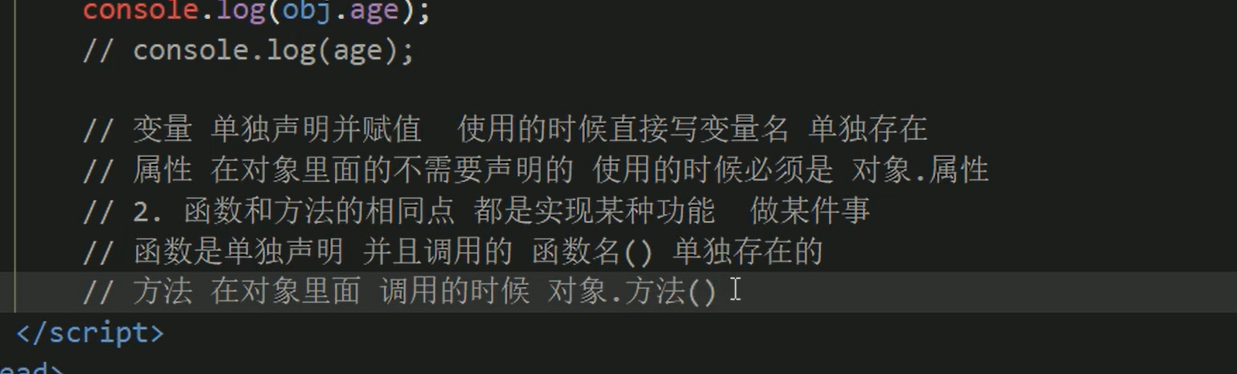 console.log(obj.age);
// console.log(age);
// 变量 单独声明并赋值 使用的时候直接写变量名 单独存在
// 属性 在对象里面的不需要声明的 使用的时候必须是 对象.属性
// 2. 函数和方法的相同点 都是实现某种功能 做某件事
// 函数是单独声明 并且调用的 函数名() 单独存在的
// 方法 在对象里面 调用的时候 对象.方法()
</script>